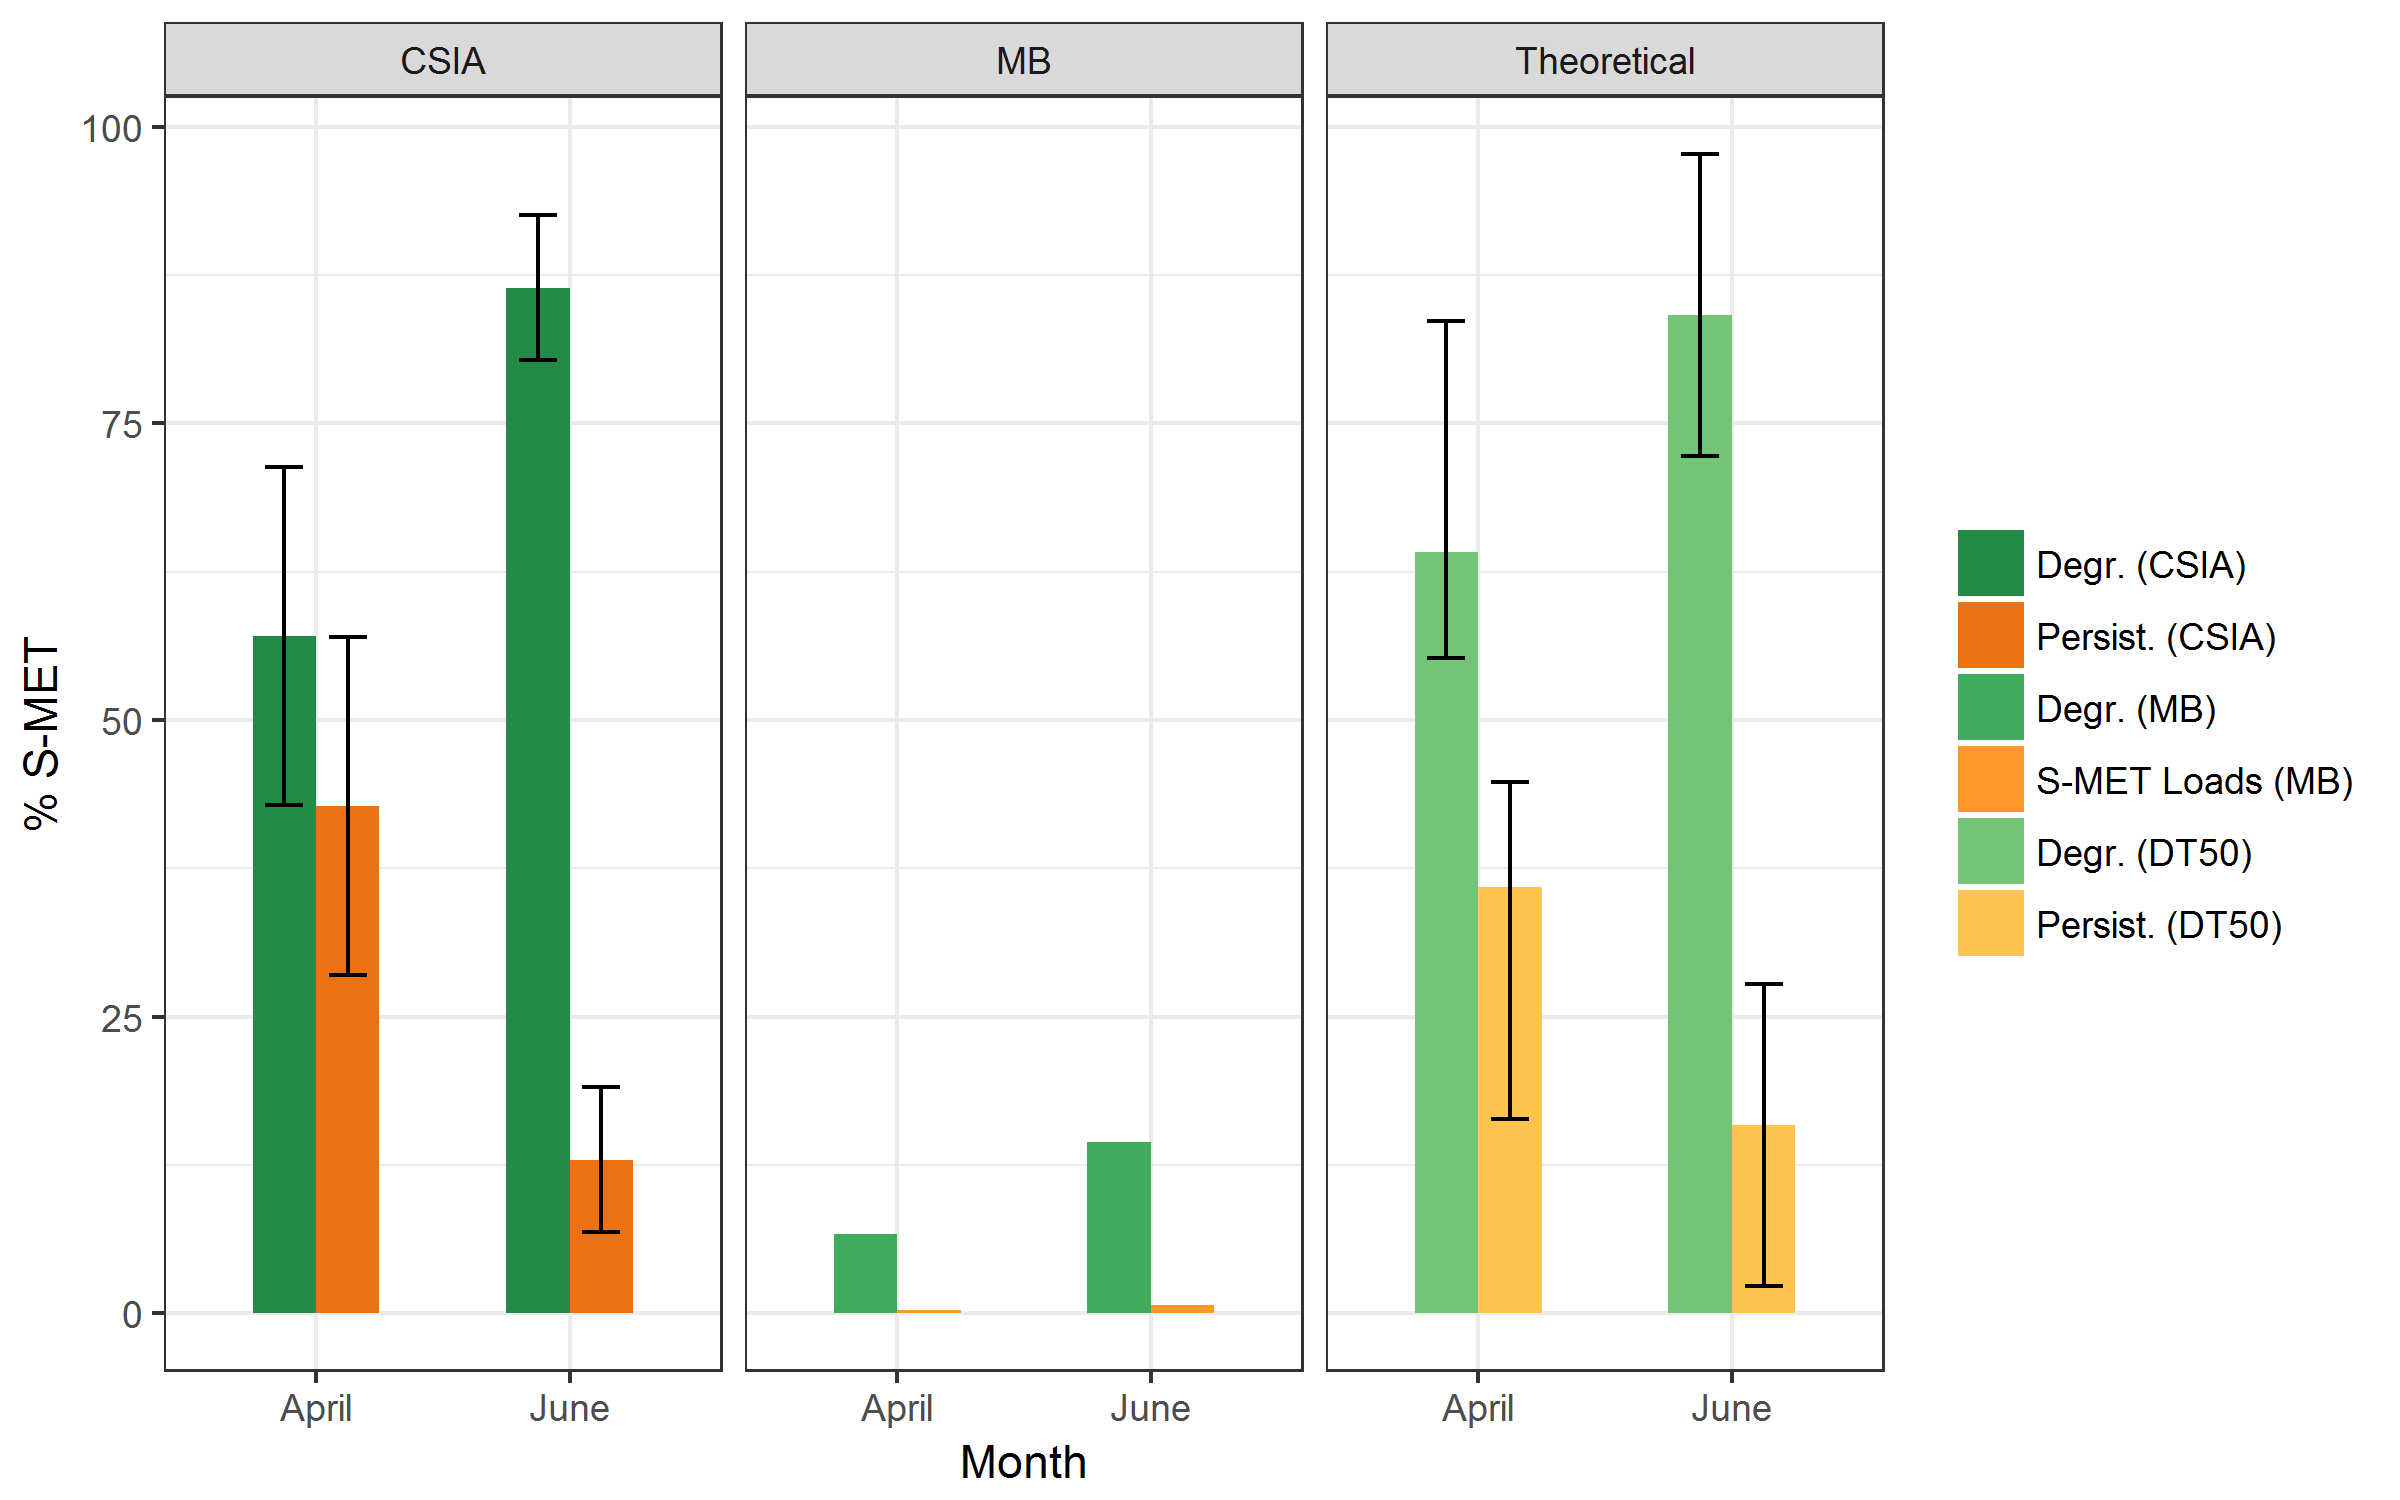 CSIA
MB
Theoretical
% S-MET
100
75
50
25
0
April
June
April
June
April
June
Month
Degr. (CSIA)
Persist. (CSIA)
Degr. (MB)
S-MET Loads (MB)
Degr. (DT50)
Persist. (DT50)